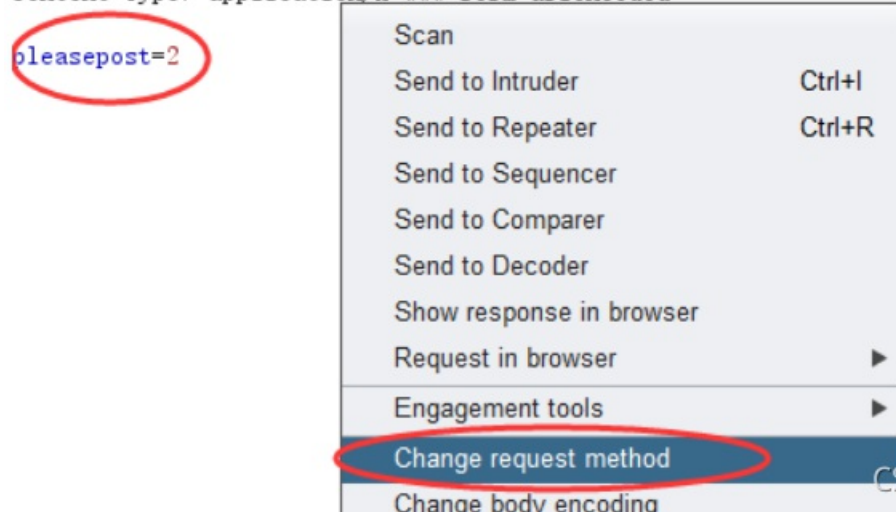 pleasepost=2
Scan
Send to Intruder Ctrl+I
Send to Repeater Ctrl+R
Send to Sequencer
Send to Comparer
Send to Decoder
Show response in browser
Request in browser
Engagement tools
Change request method
CS
Change body encoding